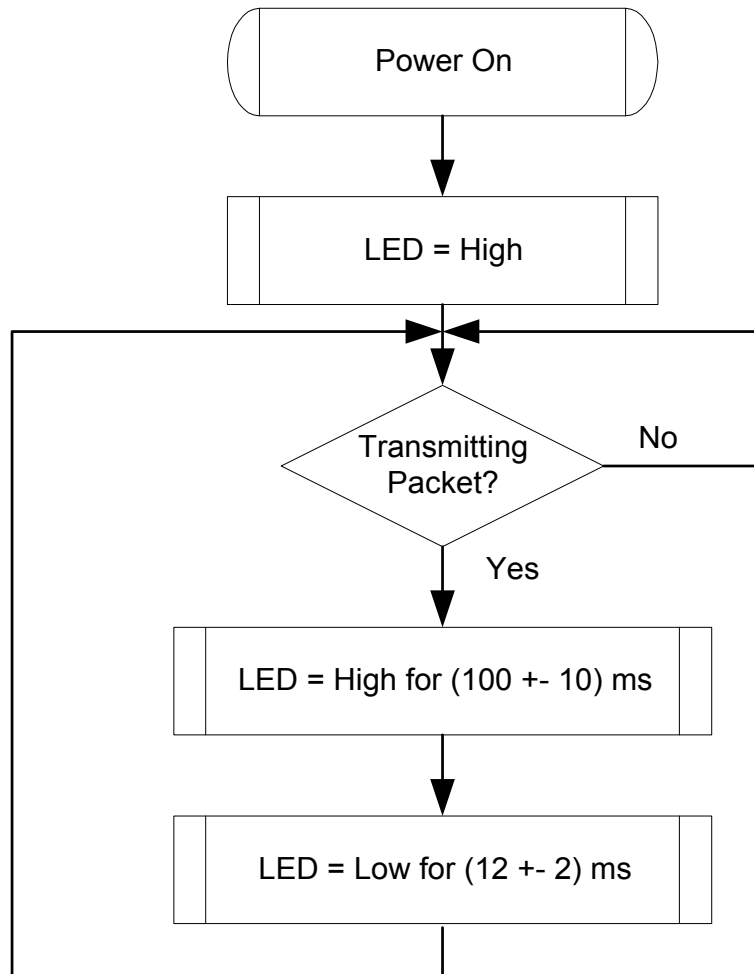 Power On
LED = High
Transmitting
Packet?
No
Yes
LED = High for (100 +- 10) ms
LED = Low for (12 +- 2) ms